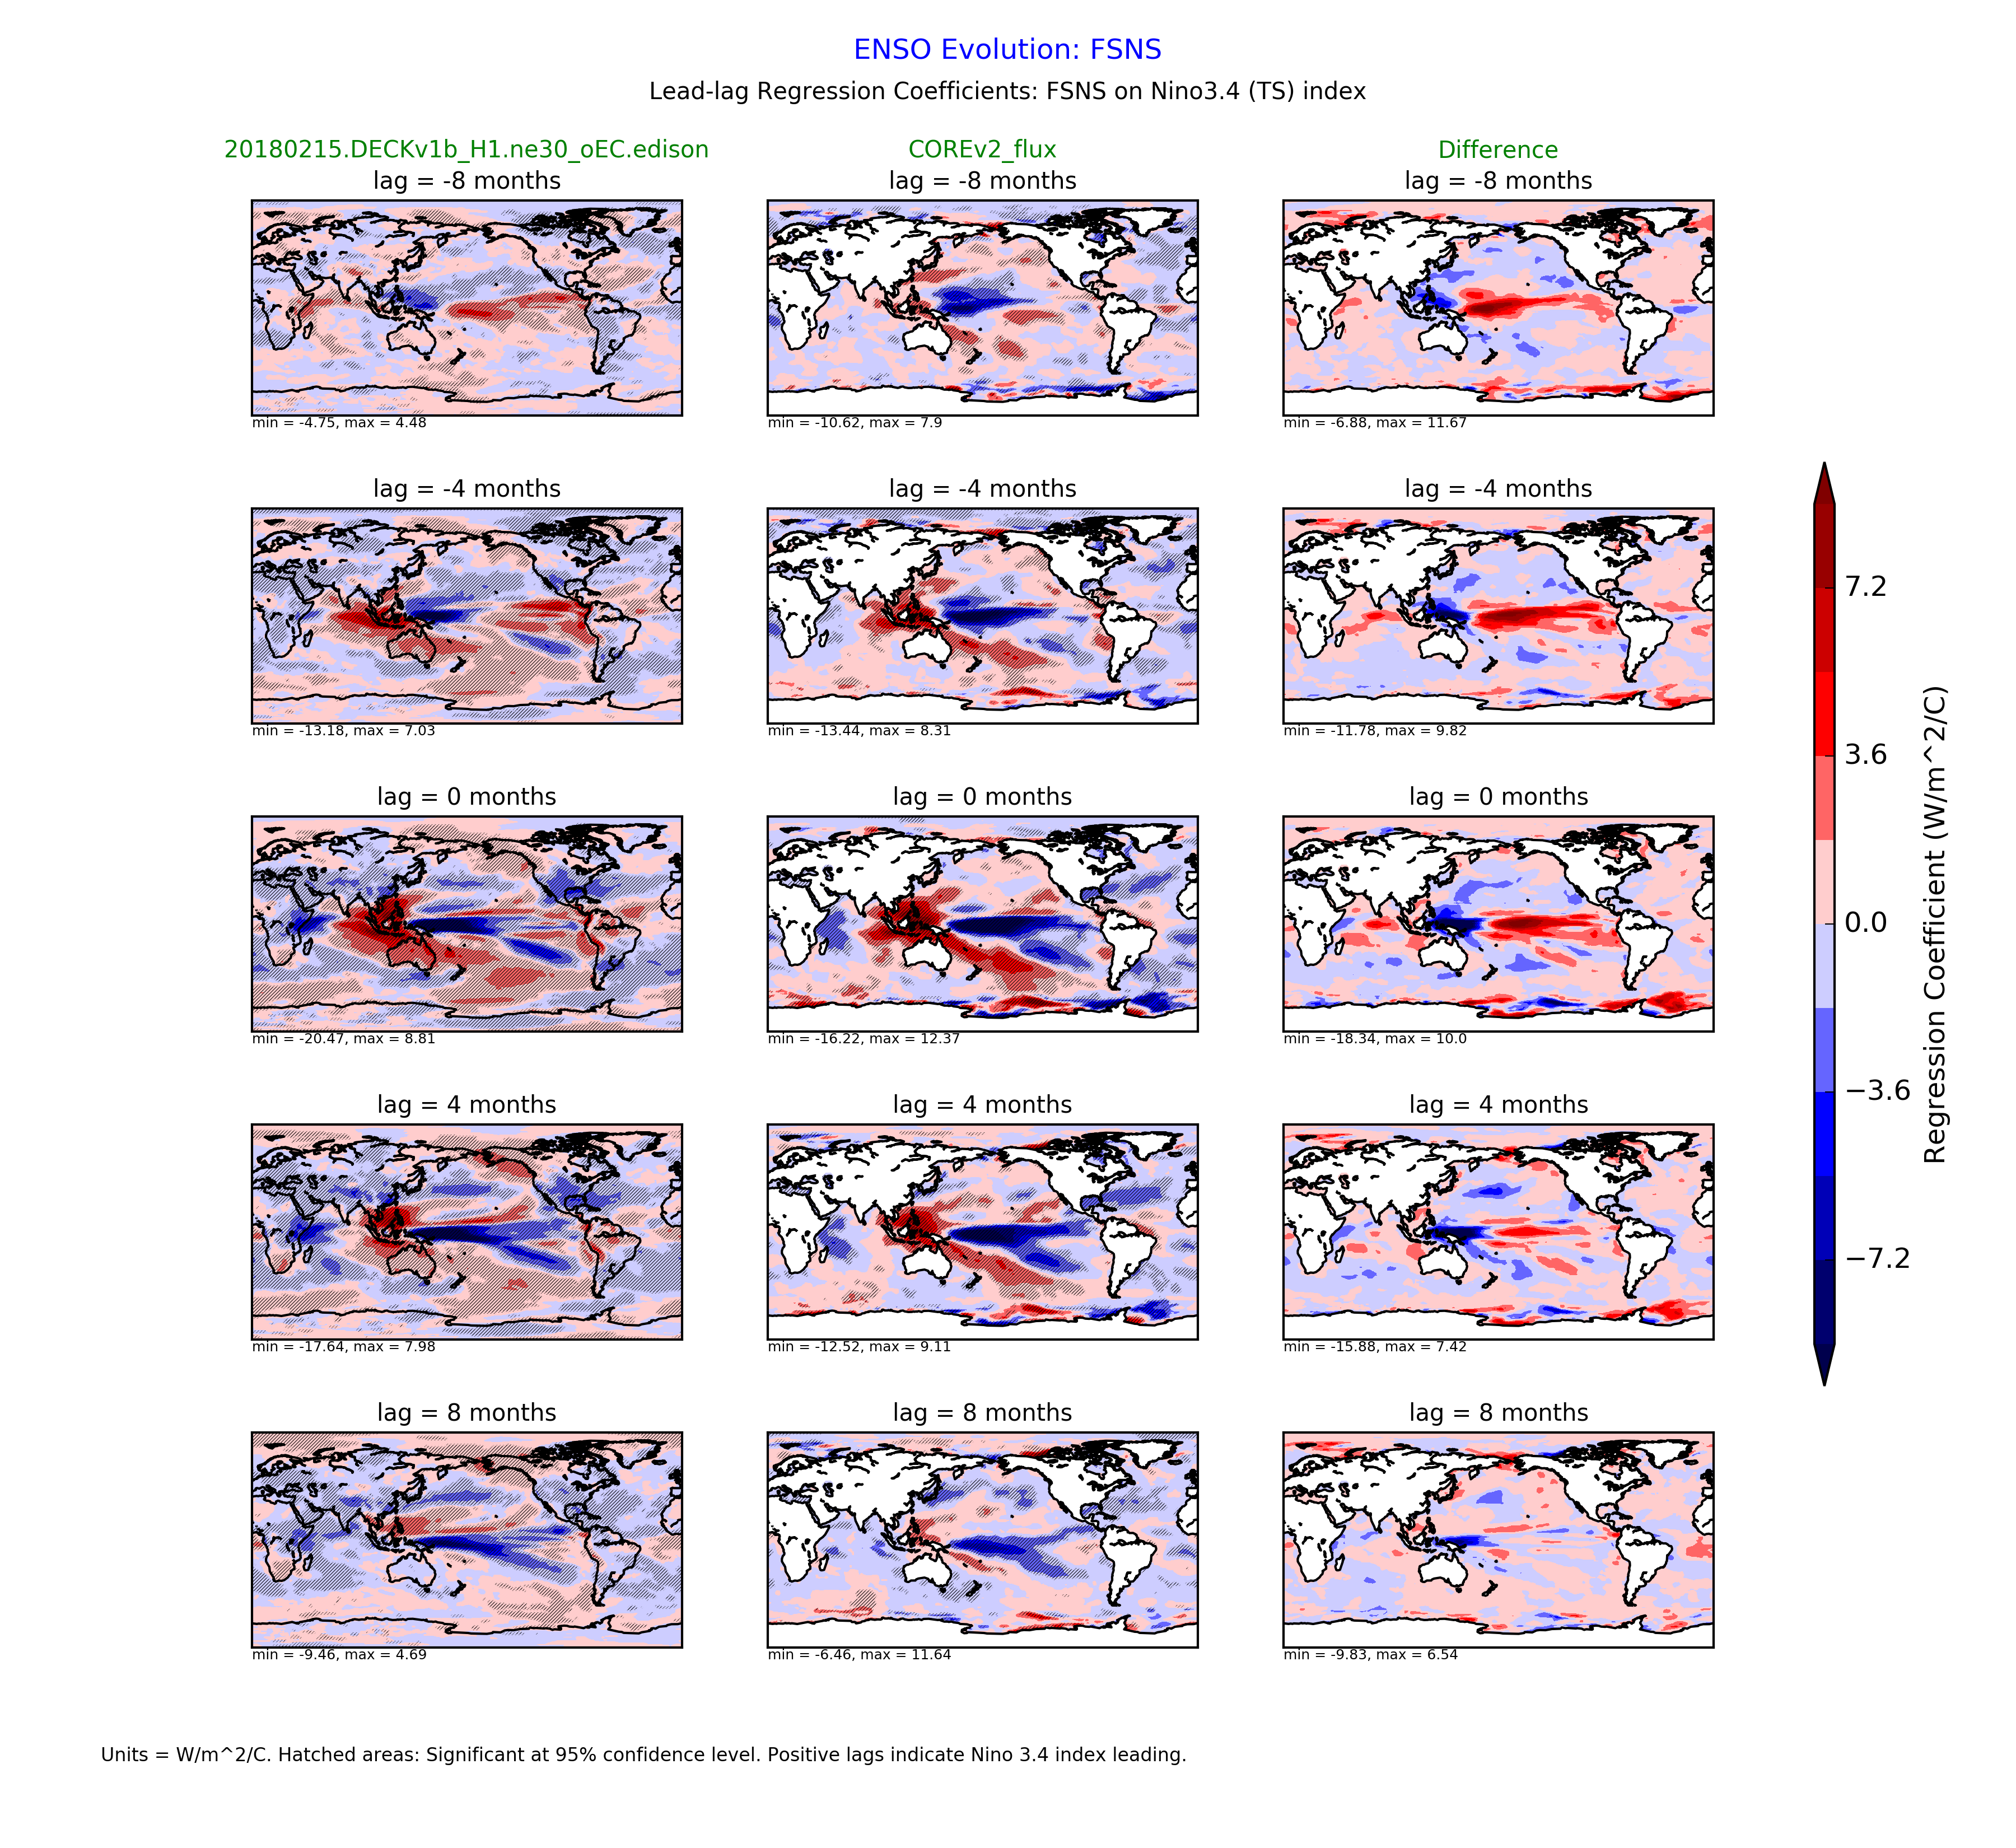 ENSO Evolution: FSNS
Lead-lag Regression Coefficients: FSNS on Nino3.4 (TS) index
20180215.DECKv1b_H1.ne30_oEC.edison
COREv2_flux
Difference
lag = -8 months
lag = -8 months
lag = -8 months
min = -4.75, max = 4.48
min = -10.62, max = 7.9
min = -6.88, max = 11.67
lag = -4 months
lag = -4 months
lag = -4 months
min = -13.18, max = 7.03
min = -13.44, max = 8.31
min = -11.78, max = 9.82
lag = 0 months
lag = 0 months
lag = 0 months
min = -20.47, max = 8.81
min = -16.22, max = 12.37
min = -18.34, max = 10.0
lag = 4 months
lag = 4 months
lag = 4 months
min = -17.64, max = 7.98
min = -12.52, max = 9.11
min = -15.88, max = 7.42
lag = 8 months
lag = 8 months
lag = 8 months
min = -9.46, max = 4.69
min = -6.46, max = 11.64
min = -9.83, max = 6.54
7.2
3.6
0.0
−3.6
−7.2
Regression Coefficient (W/m^2/C)
Units = W/m^2/C. Hatched areas: Significant at 95% confidence level. Positive lags indicate Nino 3.4 index leading.